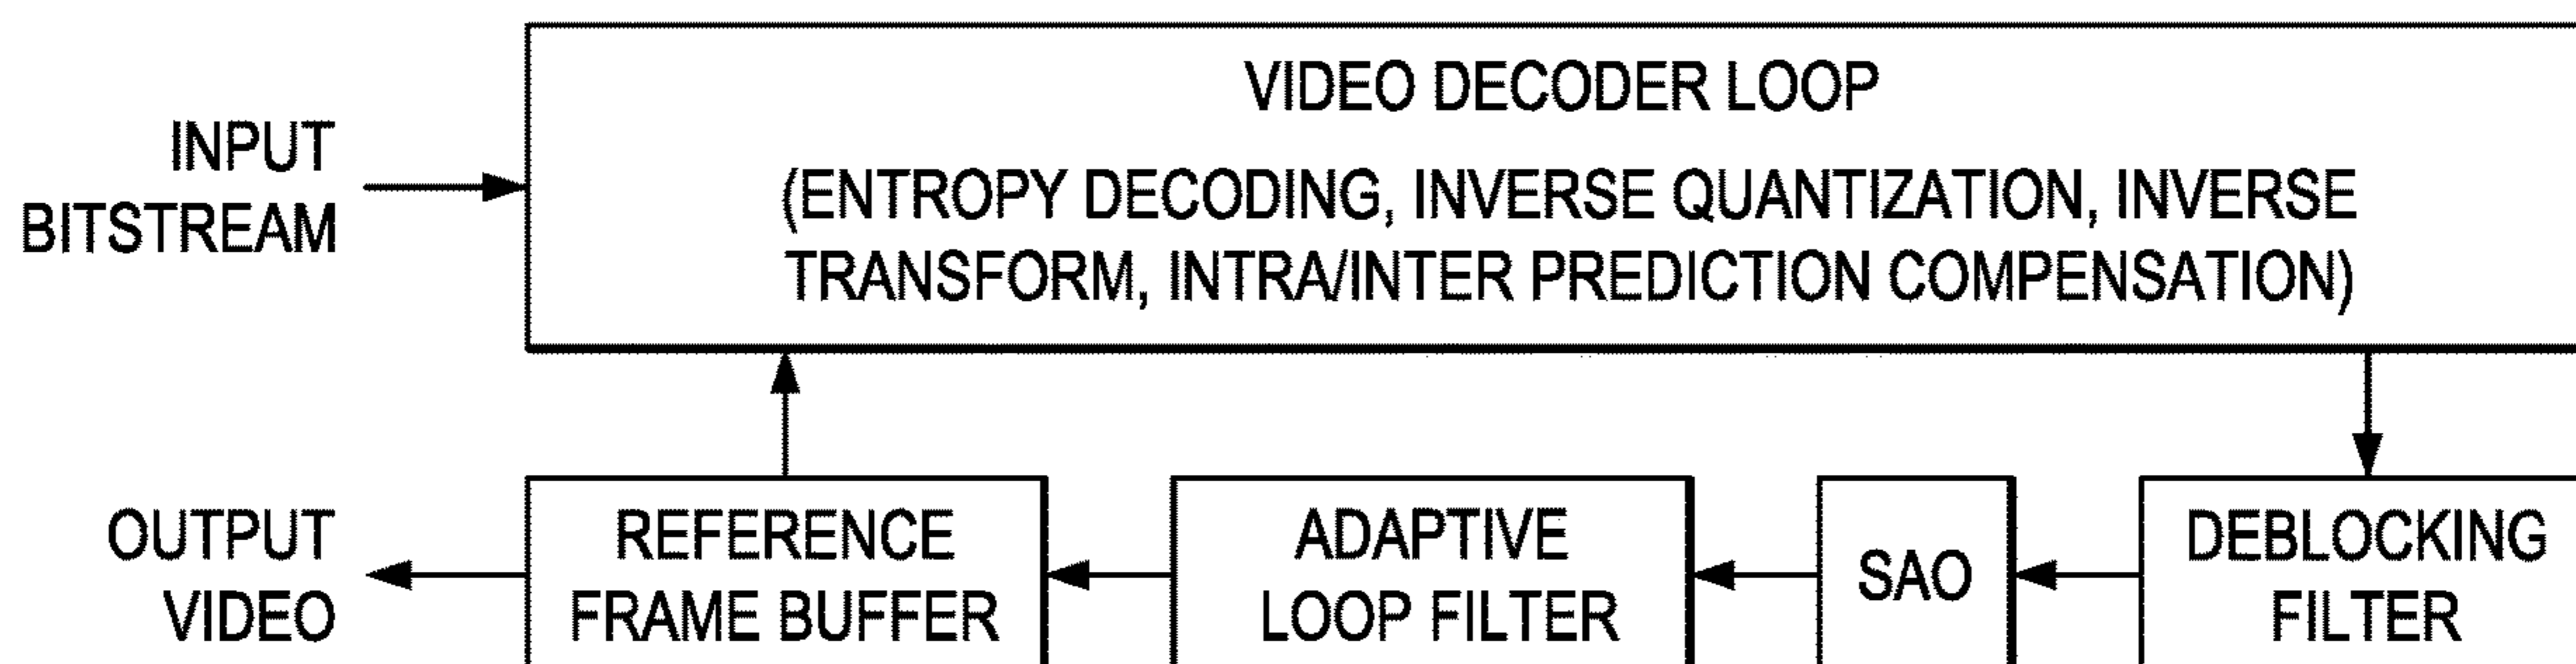 VIDEO DECODER LOOP
INPUT
BITSTREAM
(ENTROPY DECODING, INVERSE QUANTIZATION, INVERSE
TRANSFORM, INTRA/INTER PREDICTION COMPENSATION)
OUTPUT
VIDEO
REFERENCE
FRAME BUFFER
ADAPTIVE
LOOP FILTER
SAO
DEBLOCKING
FILTER